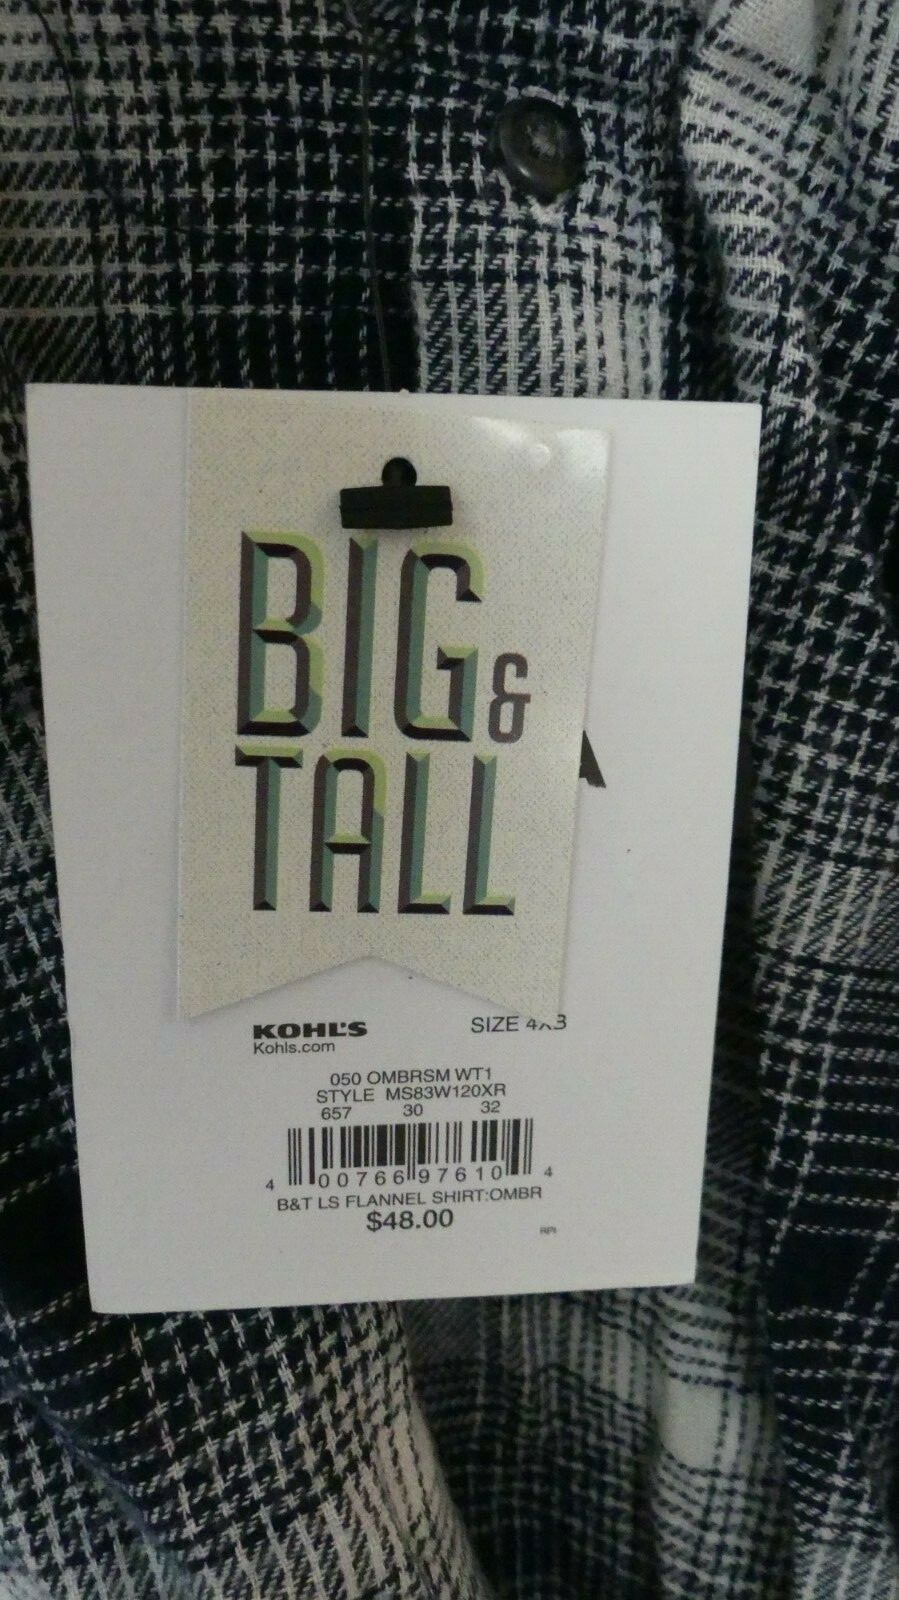 BIG &
TALL
A
KOHL'S
Kohls.com
SIZE
050 OMBRSM WT1
STYLE MS83W120XR
657 30 32
4 00766 97610 4
B&T LS FLANNEL SHIRT:OMBR
$48.00
RPI